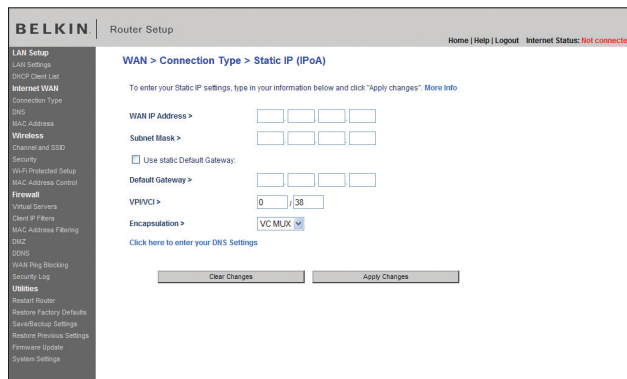 BELKIN
Router Setup
Home | Help | Logout Internet Status: Not connecte
LAN Setup
LAN Settings
DHCP Client List
Internet WAN
Connection Type
DNS
MAC Address
Wireless
Channel and SSID
Security
Wi-Fi Protected Setup
MAC Address Control
Firewall
Virtual Servers
Client IP Filters
MAC Address Filtering
DMZ
DDNS
WAN Ping Blocking
Security Log
Utilities
Restart Router
Restore Factory Defaults
Save/Backup Settings
Restore Previous Settings
Firmware Update
System Settings
WAN > Connection Type > Static IP (IPoA)
To enter your Static IP settings, type in your information below and click "Apply changes". More Info
WAN IP Address >
Subnet Mask >
Use static Default Gateway:
Default Gateway >
VPI/VCI > 0 / 38
Encapsulation > VC MUX
Click here to enter your DNS Settings
Clear Changes Apply Changes